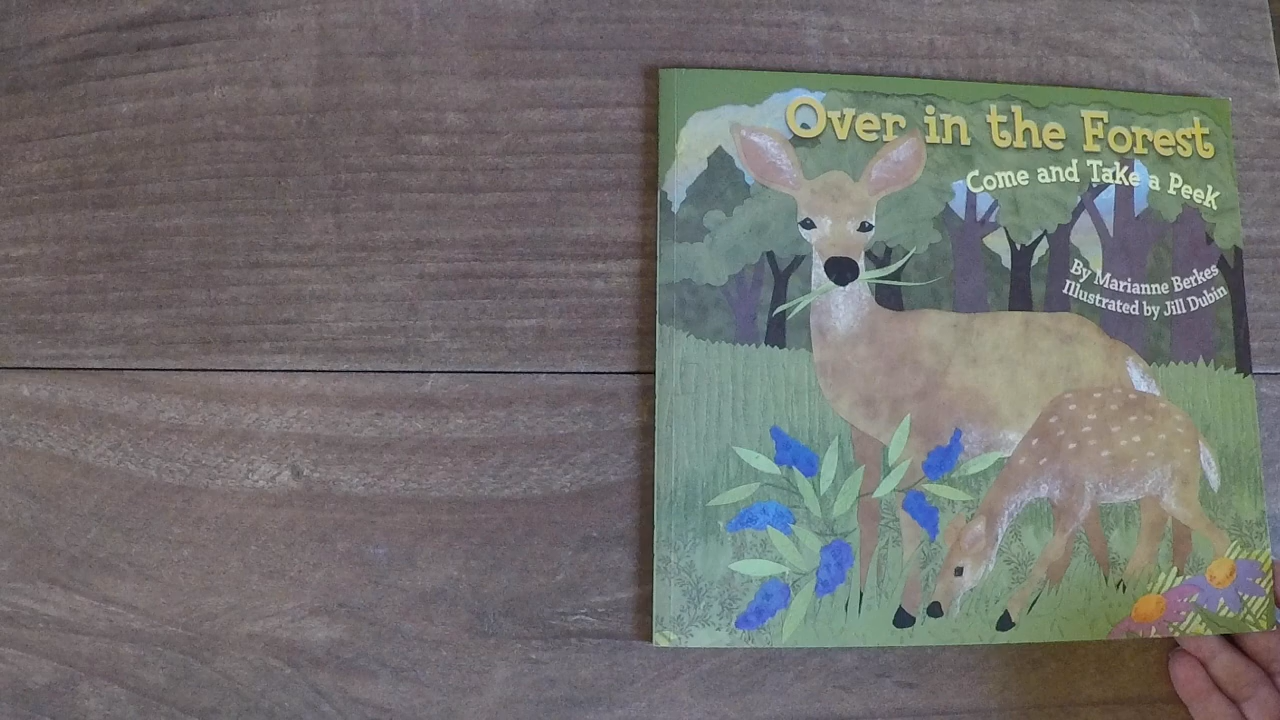 Over in the Forest
Come and Take a Peek
By Marianne Berkes
Illustrated by Jill Dubin